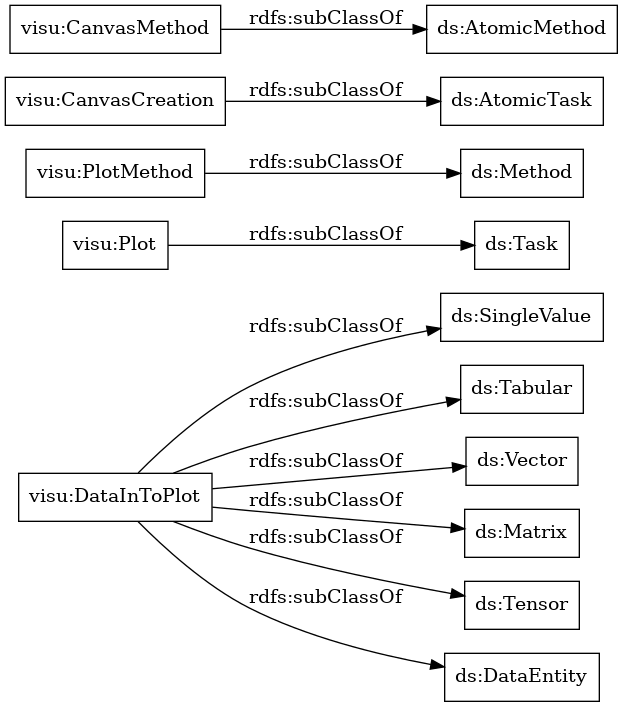 visu:CanvasMethod rdfs:subClassOf ds:AtomicMethod
visu:CanvasCreation rdfs:subClassOf ds:AtomicTask
visu:PlotMethod rdfs:subClassOf ds:Method
visu:Plot rdfs:subClassOf ds:Task
rdfs:subClassOf ds:SingleValue
rdfs:subClassOf ds:Tabular
rdfs:subClassOf ds:Vector
visu:DataInToPlot
rdfs:subClassOf ds:Matrix
rdfs:subClassOf ds:Tensor
rdfs:subClassOf ds:DataEntity